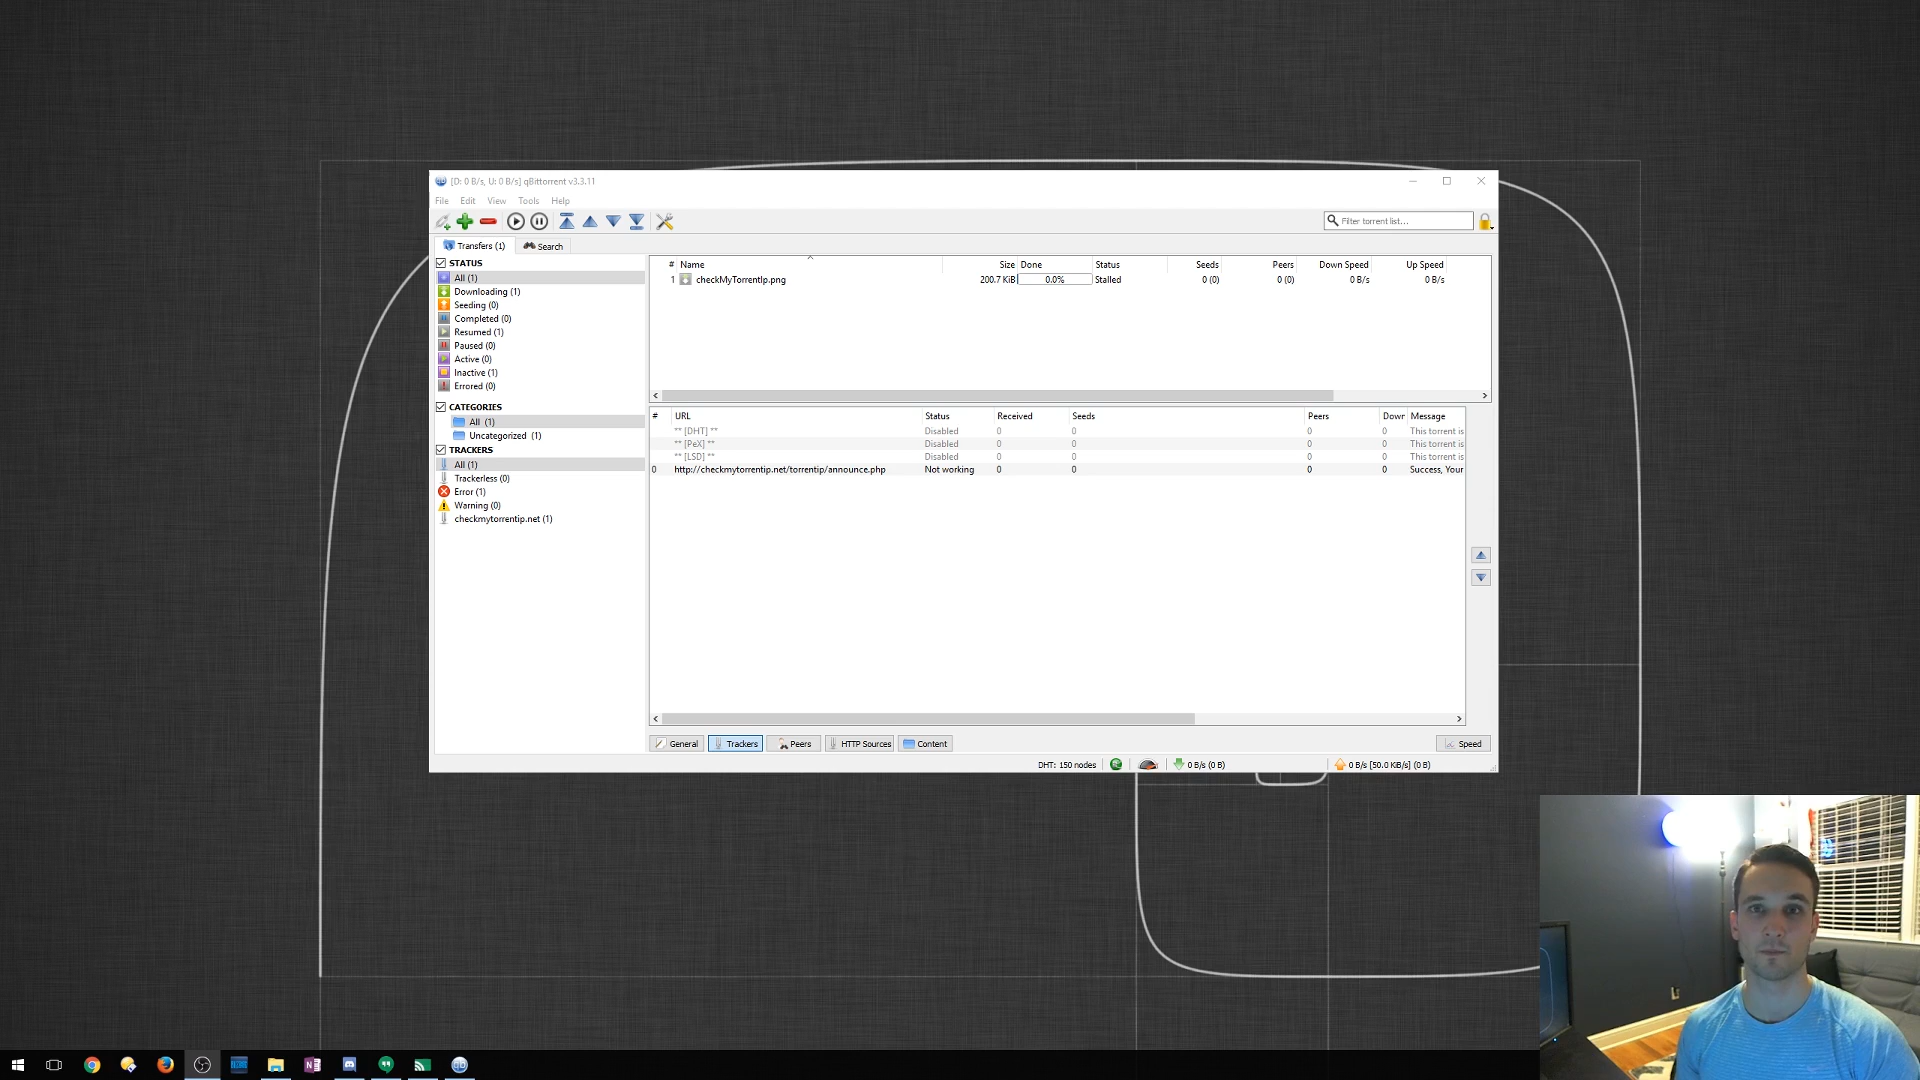 [D: 0 B/s, U: 0 B/s] qBittorrent v3.3.11
File Edit View Tools Help
Filter torrent list...
Transfers (1) Search
STATUS
All (1)
Downloading (1)
Seeding (0)
Completed (0)
Resumed (1)
Paused (0)
Active (0)
Inactive (1)
Errored (0)
CATEGORIES
All (1)
Uncategorized (1)
TRACKERS
All (1)
Trackerless (0)
Error (1)
Warning (0)
checkmytorrentip.net (1)
# Name Size Done Status Seeds Peers Down Speed Up Speed
1 checkMyTorrentIp.png 200.7 KiB 0.0% Stalled 0 (0) 0 (0) 0 B/s 0 B/s
# URL Status Received Seeds Peers Down Message
** [DHT] ** Disabled 0 0 0 0 This torrent is
** [PeX] ** Disabled 0 0 0 0 This torrent is
** [LSD] ** Disabled 0 0 0 0 This torrent is
0 http://checkmytorrentip.net/torrentip/announce.php Not working 0 0 0 0 Success, Your
General Trackers Peers HTTP Sources Content Speed
DHT: 150 nodes 0 B/s (0 B) 0 B/s [50.0 KiB/s] (0 B)